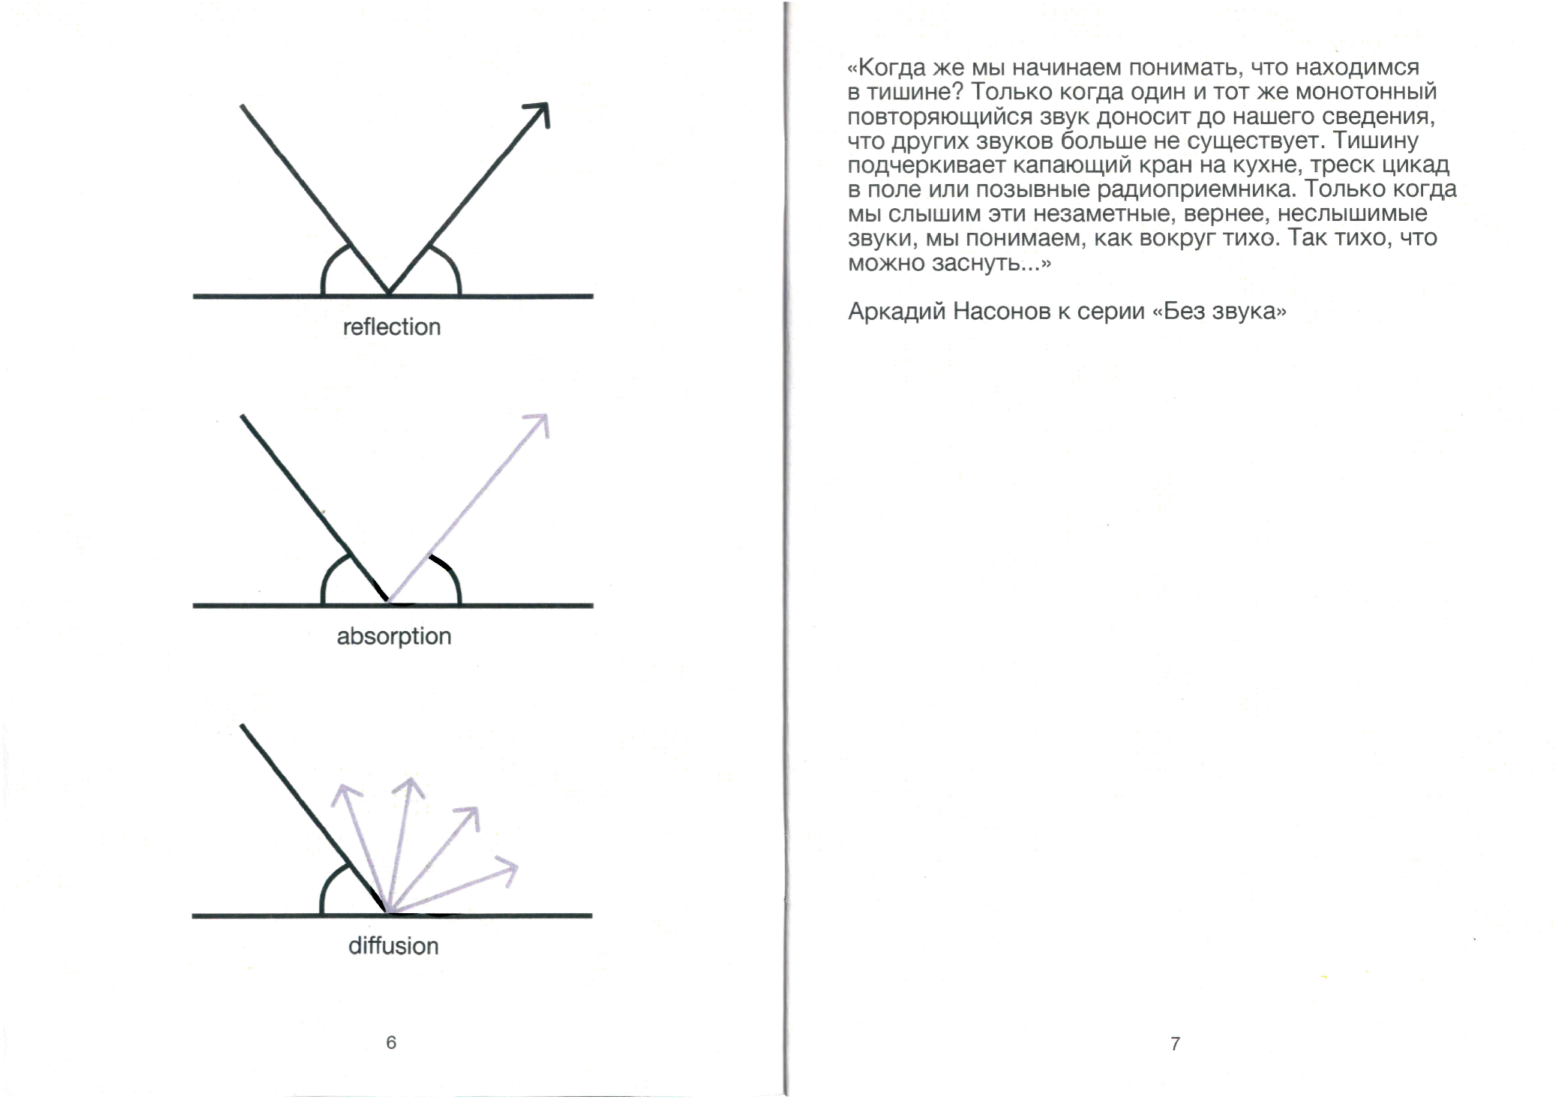 reflection
absorption
diffusion
6
«Когда же мы начинаем понимать, что находимся
в тишине? Только когда один и тот же монотонный
повторяющийся звук доносит до нашего сведения,
что других звуков больше не существует. Тишину
подчеркивает капающий кран на кухне, треск цикад
в поле или позывные радиоприемника. Только когда
мы слышим эти незаметные, вернее, неслышимые
звуки, мы понимаем, как вокруг тихо. Так тихо, что
можно заснуть...»
Аркадий Насонов к серии «Без звука»
7